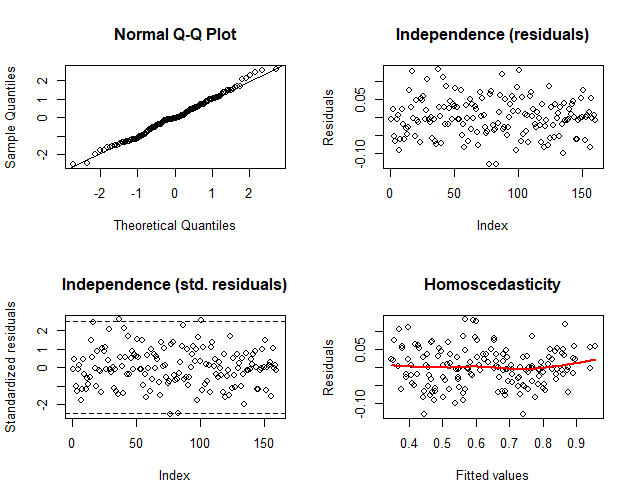 Normal Q-Q Plot
Sample Quantiles
2
1
0
-2
-2
-1
0
1
2
Theoretical Quantiles
Independence (residuals)
Residuals
0.05
-0.10
0
50
100
150
Index
Independence (std. residuals)
Standardized residuals
2
0
-2
0
50
100
150
Index
Homoscedasticity
Residuals
0.05
-0.10
0.4
0.5
0.6
0.7
0.8
0.9
Fitted values